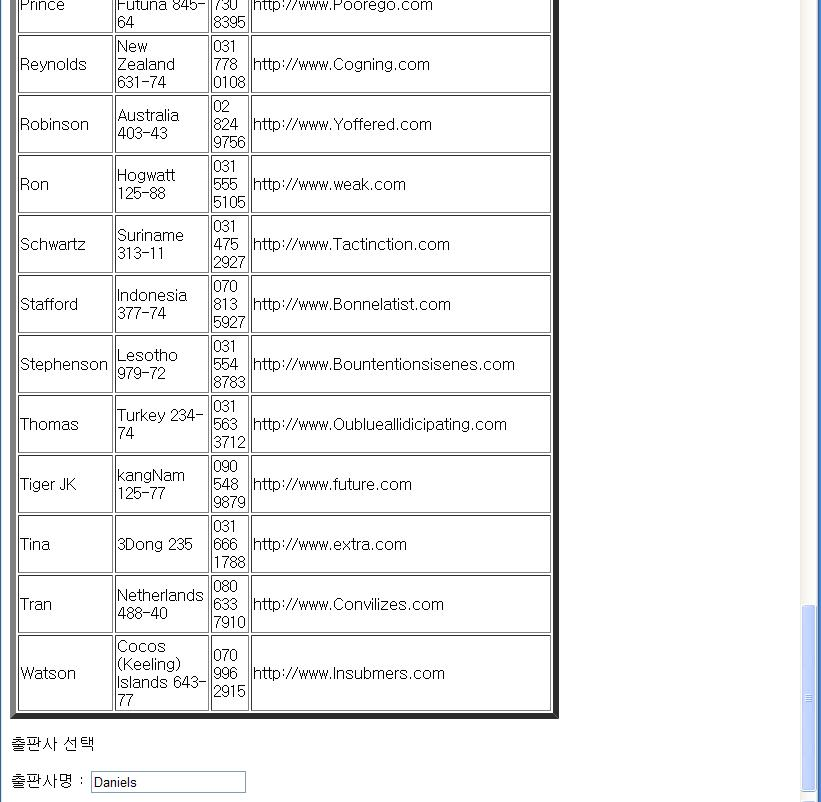 Prince
Futuna 845-
64
730
8395
http://www.Poorego.com
Reynolds
New
Zealand
631-74
031
778
0108
http://www.Cogning.com
Robinson
Australia
403-43
02
824
9756
http://www.Yoffered.com
Ron
Hogwatt
125-88
031
555
5105
http://www.weak.com
Schwartz
Suriname
313-11
031
475
2927
http://www.Tactinction.com
Stafford
Indonesia
377-74
070
813
5927
http://www.Bonnelatist.com
Stephenson
Lesotho
979-72
031
554
8783
http://www.Bountentionsisenes.com
Thomas
Turkey 234-
74
031
563
3712
http://www.Oublueallidicipating.com
Tiger JK
kangNam
125-77
090
548
9879
http://www.future.com
Tina
3Dong 235
031
666
1788
http://www.extra.com
Tran
Netherlands
488-40
080
633
7910
http://www.Convilizes.com
Watson
Cocos
(Keeling)
Islands 643-
77
070
996
2915
http://www.Insubmers.com
출판사 선택
출판사명 : Daniels